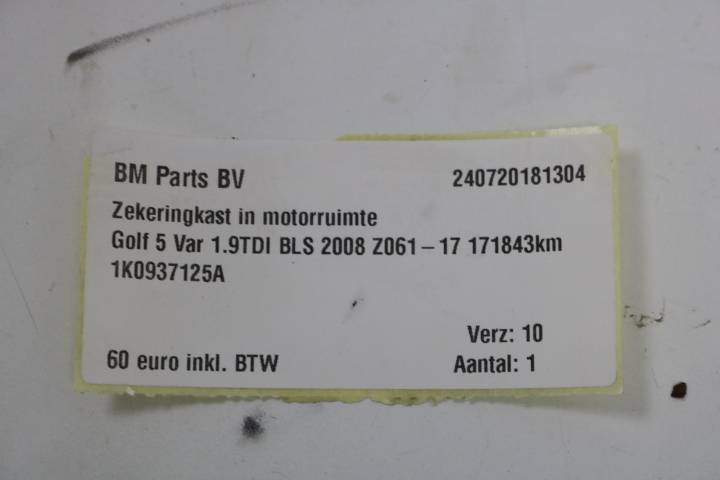 BM Parts BV 240720181304
Zekeringkast in motorruimte
Golf 5 Var 1.9TDI BLS 2008 Z061-17 171843km
1K0937125A
Verz: 10
60 euro inkl. BTW Aantal: 1